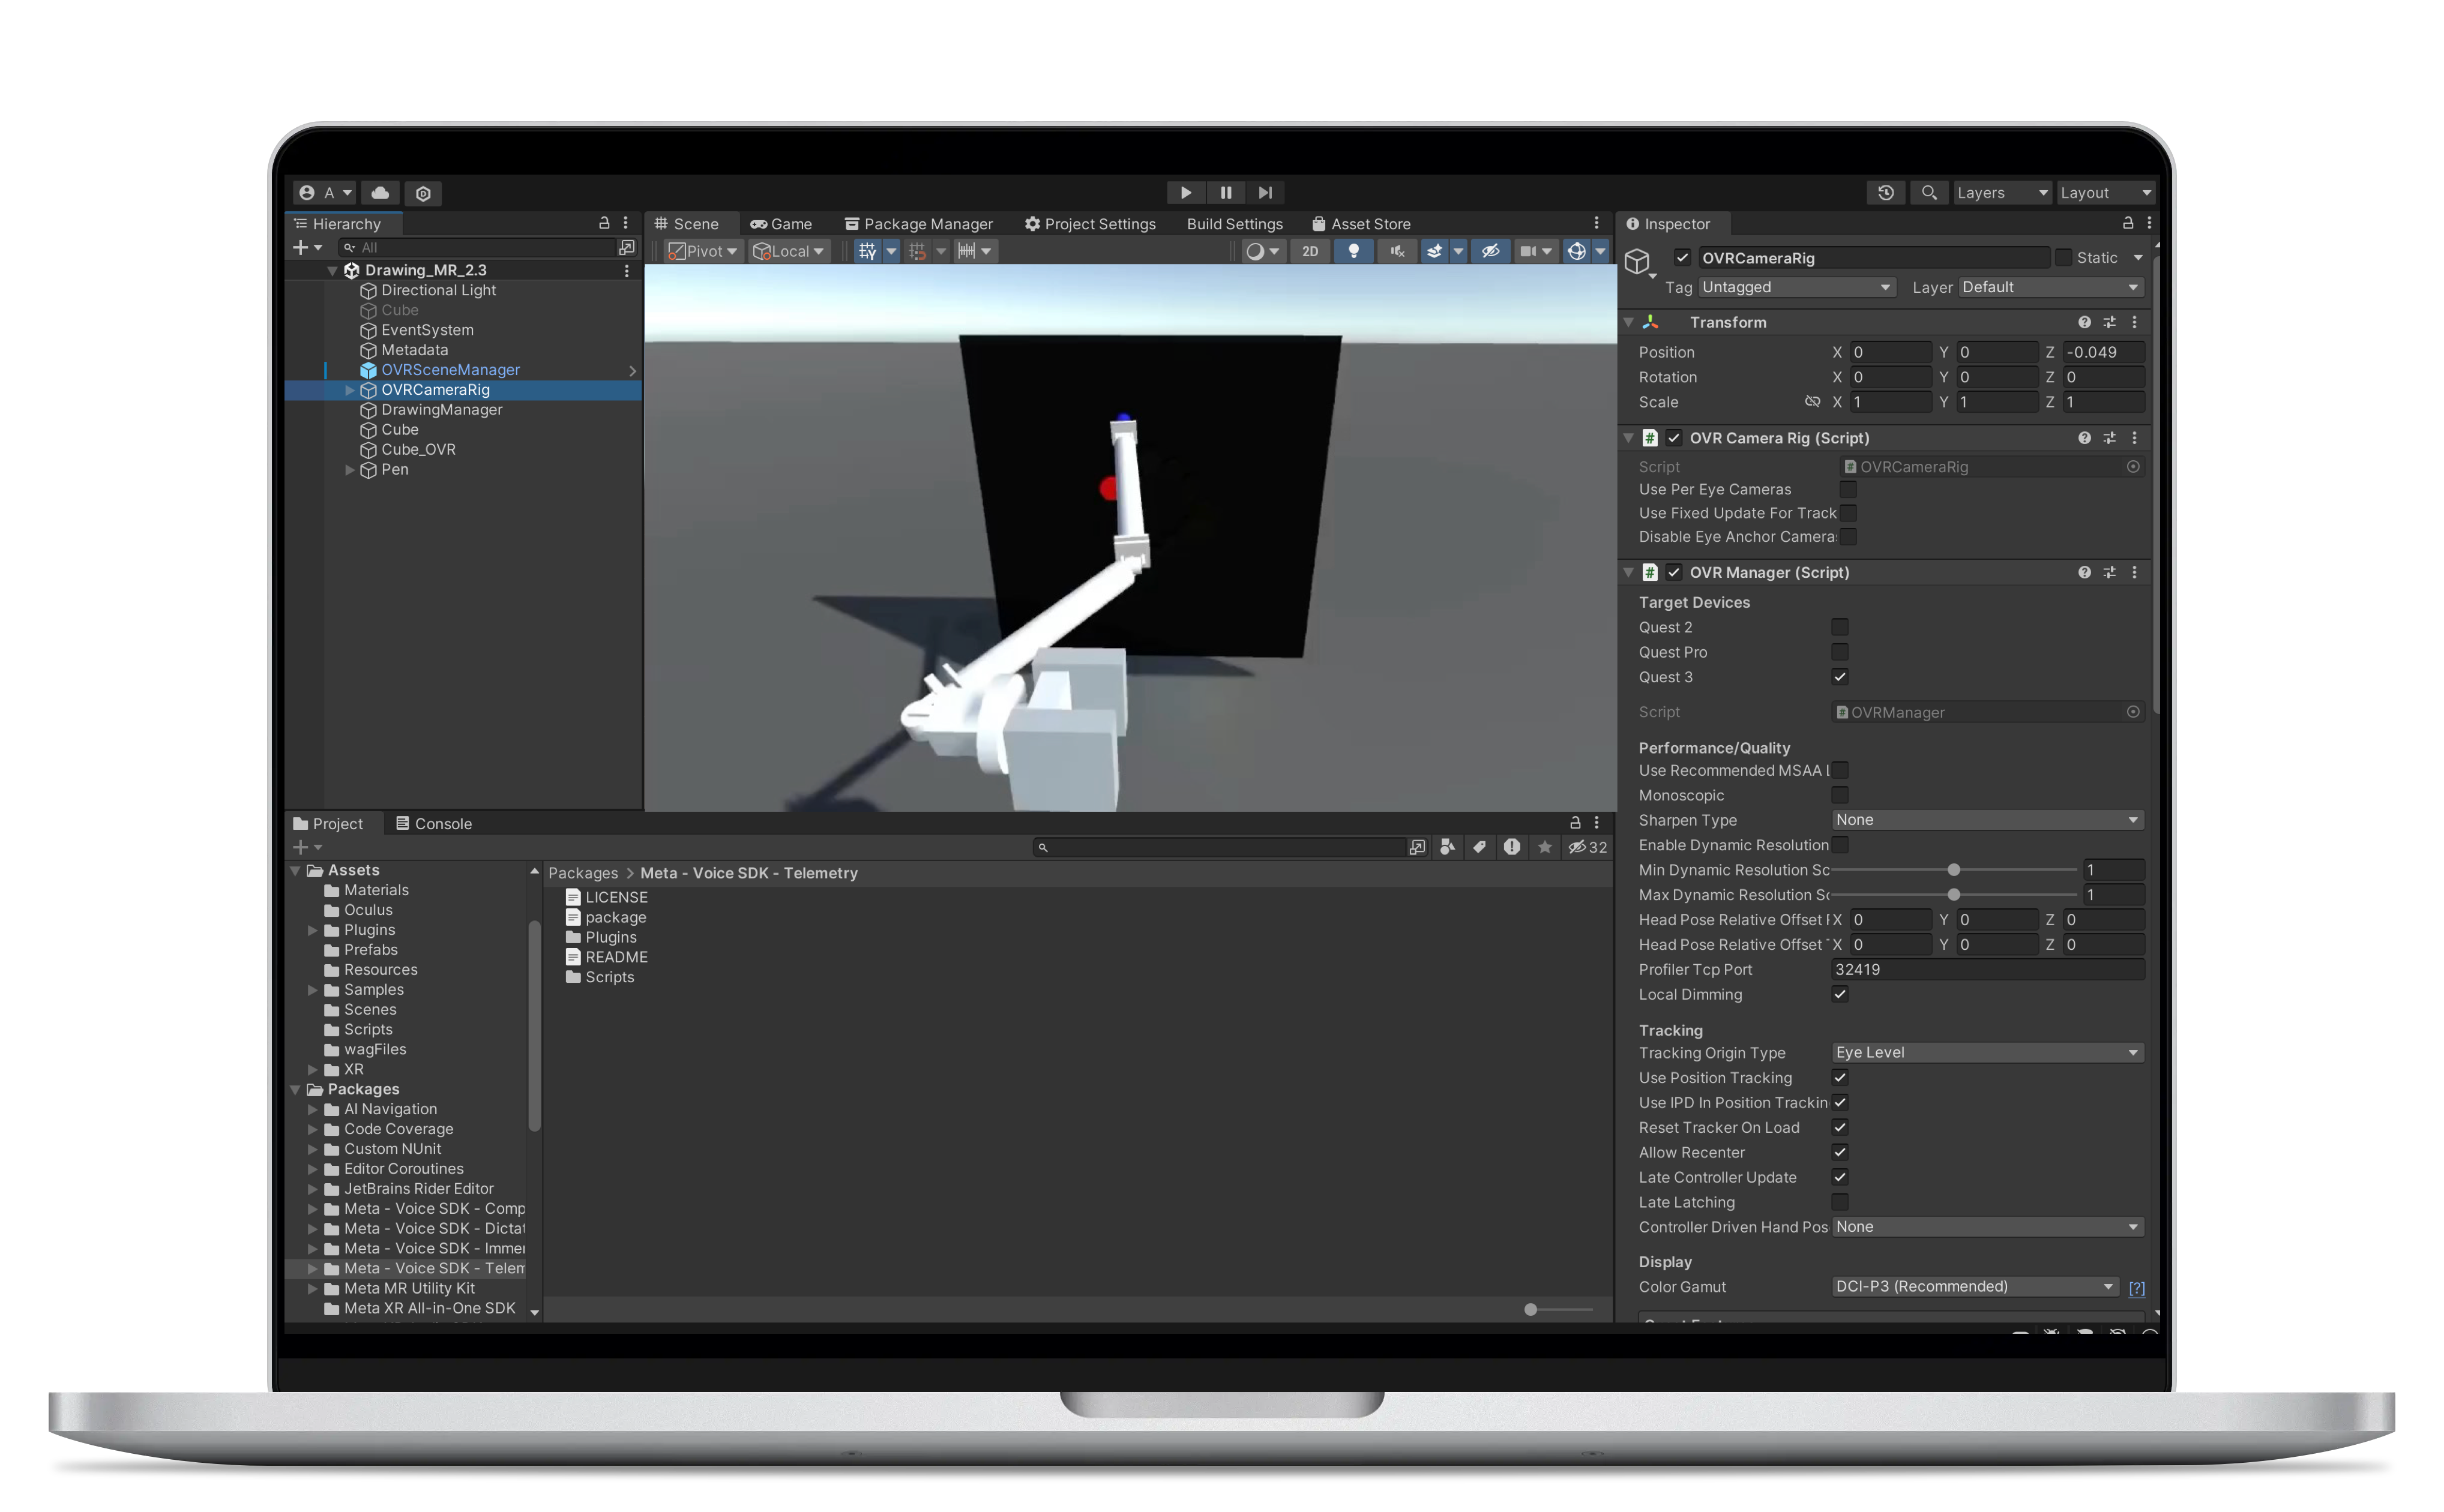 A
Layers
Layout
Hierarchy
All
Drawing_MR_2.3
Directional Light
Cube
EventSystem
Metadata
OVRSceneManager
OVRCameraRig
DrawingManager
Cube
Cube_OVR
Pen
Scene
Game
Package Manager
Project Settings
Build Settings
Asset Store
Pivot
Local
2D
Inspector
OVRCameraRig
Static
Tag Untagged
Layer Default
Transform
Position X 0 Y 0 Z -0.049
Rotation X 0 Y 0 Z 0
Scale X 1 Y 1 Z 1
# OVR Camera Rig (Script)
Script # OVRCameraRig
Use Per Eye Cameras
Use Fixed Update For Track
Disable Eye Anchor Camera
# OVR Manager (Script)
Target Devices
Quest 2
Quest Pro
Quest 3
Script # OVRManager
Performance/Quality
Use Recommended MSAA L
Monoscopic
Sharpen Type None
Enable Dynamic Resolution
Min Dynamic Resolution Sc 1
Max Dynamic Resolution Sc 1
Head Pose Relative Offset X 0 Y 0 Z 0
Head Pose Relative Offset X 0 Y 0 Z 0
Profiler Tcp Port 32419
Local Dimming
Tracking
Tracking Origin Type Eye Level
Use Position Tracking
Use IPD In Position Trackin
Reset Tracker On Load
Allow Recenter
Late Controller Update
Late Latching
Controller Driven Hand Pos None
Display
Color Gamut DCI-P3 (Recommended) [?]
Project
Console
32
Assets
Materials
Oculus
Plugins
Prefabs
Resources
Samples
Scenes
Scripts
wagFiles
XR
Packages
AI Navigation
Code Coverage
Custom NUnit
Editor Coroutines
JetBrains Rider Editor
Meta - Voice SDK - Comp
Meta - Voice SDK - Dictat
Meta - Voice SDK - Immer
Meta - Voice SDK - Telem
Meta MR Utility Kit
Meta XR All-in-One SDK
Packages > Meta - Voice SDK - Telemetry
LICENSE
package
Plugins
README
Scripts